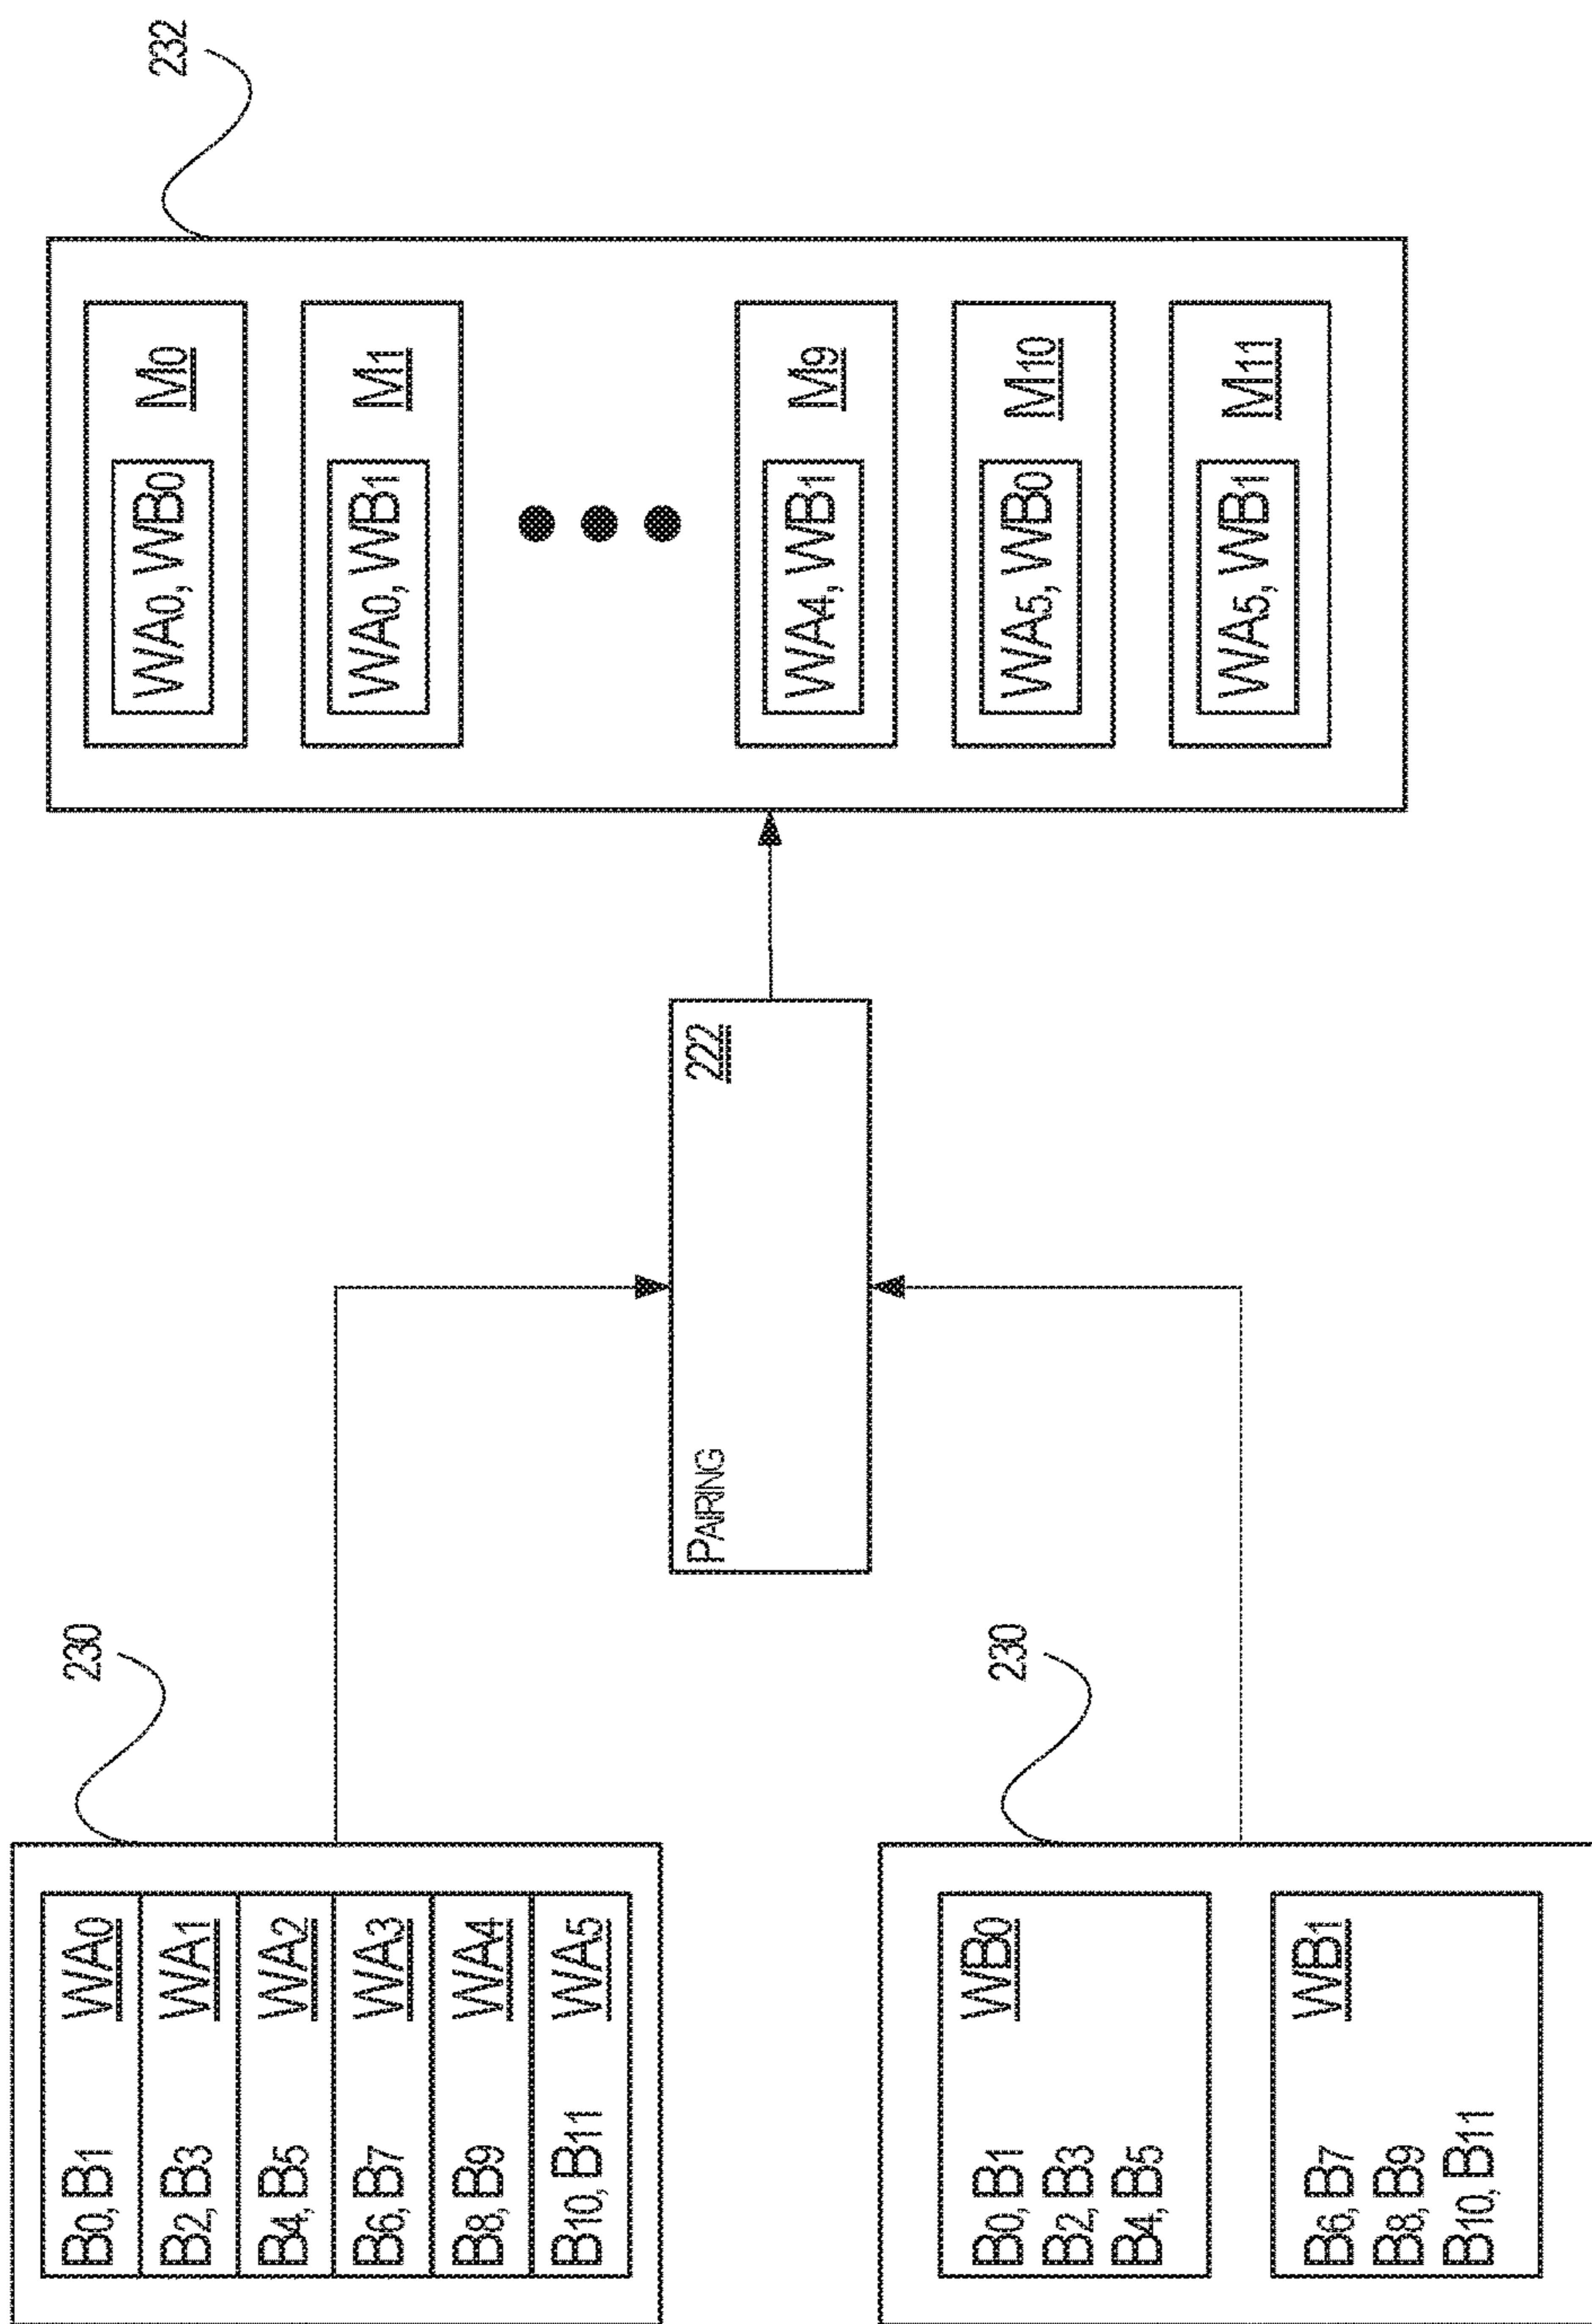 230
B0, B1 WA0
B2, B3 WA1
B4, B5 WA2
B6, B7 WA3
B8, B9 WA4
B10, B11 WA5
230
B0, B1 WB0
B2, B3
B4, B5
B6, B7 WB1
B8, B9
B10, B11
PAIRING 222
232
WA0, WB0 M0
WA0, WB1 M1
WA4, WB1 M9
WA5, WB0 M10
WA5, WB1 M11